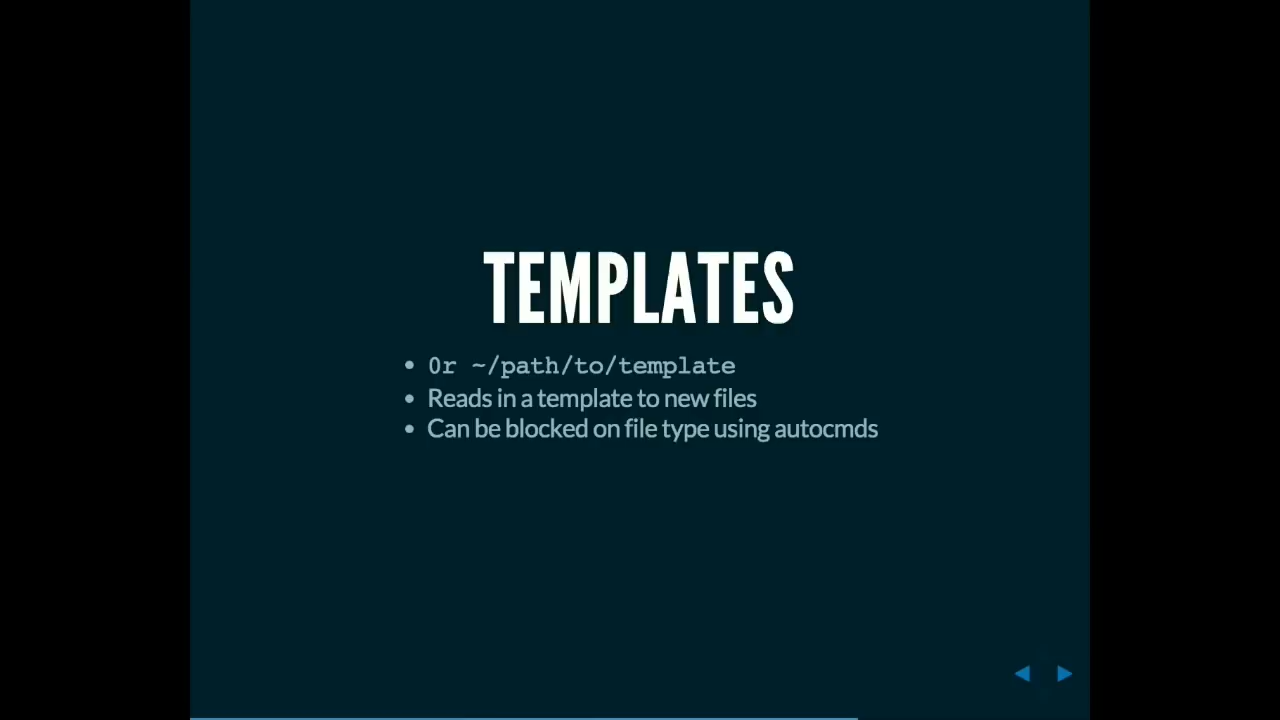 TEMPLATES
• 0r ~/path/to/template
• Reads in a template to new files
• Can be blocked on file type using autocmds